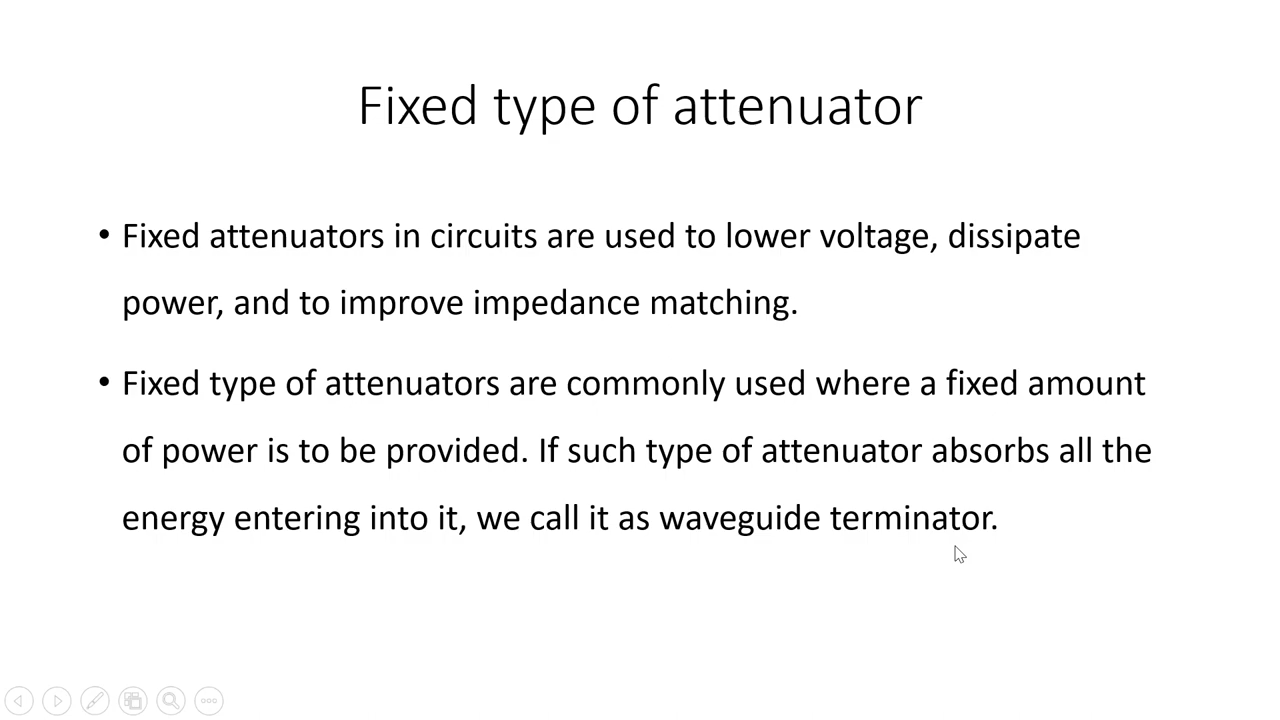 Fixed type of attenuator
• Fixed attenuators in circuits are used to lower voltage, dissipate
power, and to improve impedance matching.
• Fixed type of attenuators are commonly used where a fixed amount
of power is to be provided. If such type of attenuator absorbs all the
energy entering into it, we call it as waveguide terminator.